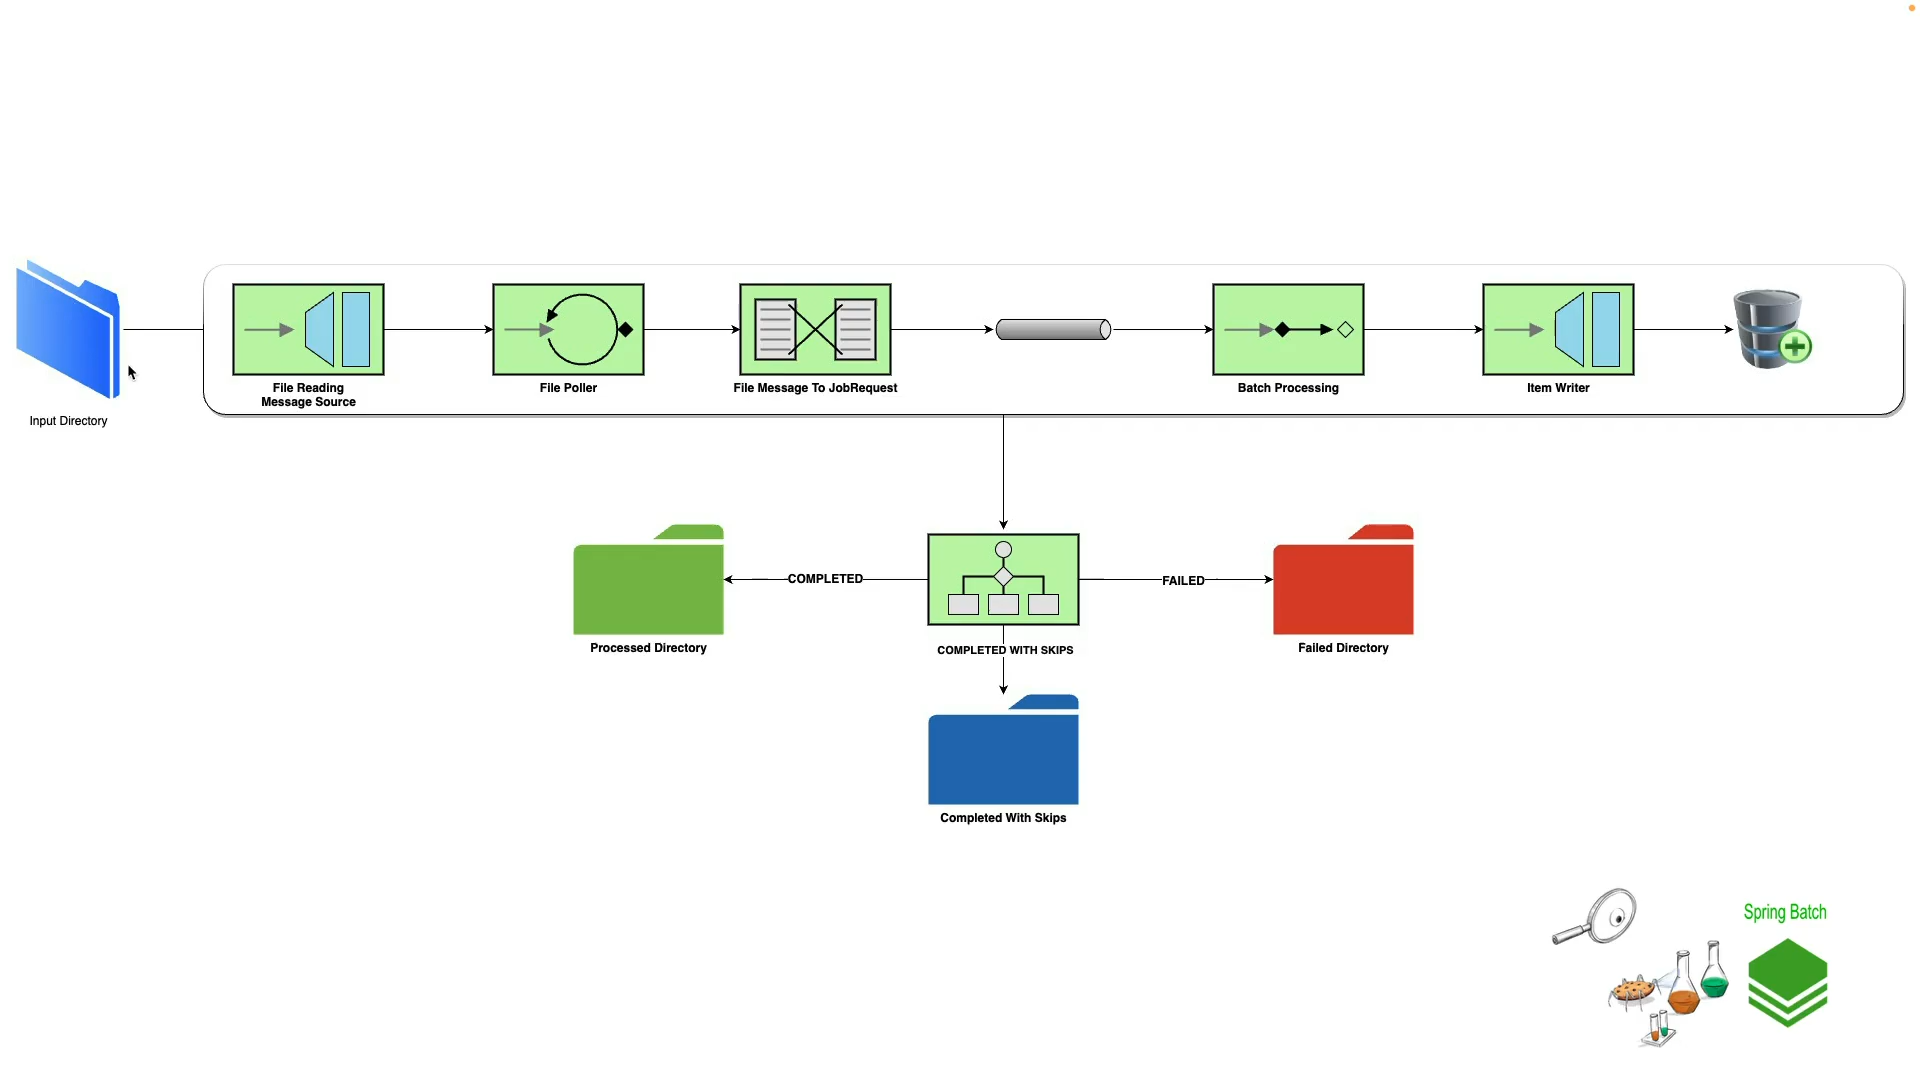 Input Directory
File Reading
Message Source
File Poller
File Message To JobRequest
Batch Processing
Item Writer
COMPLETED
FAILED
Processed Directory
COMPLETED WITH SKIPS
Failed Directory
Completed With Skips
Spring Batch